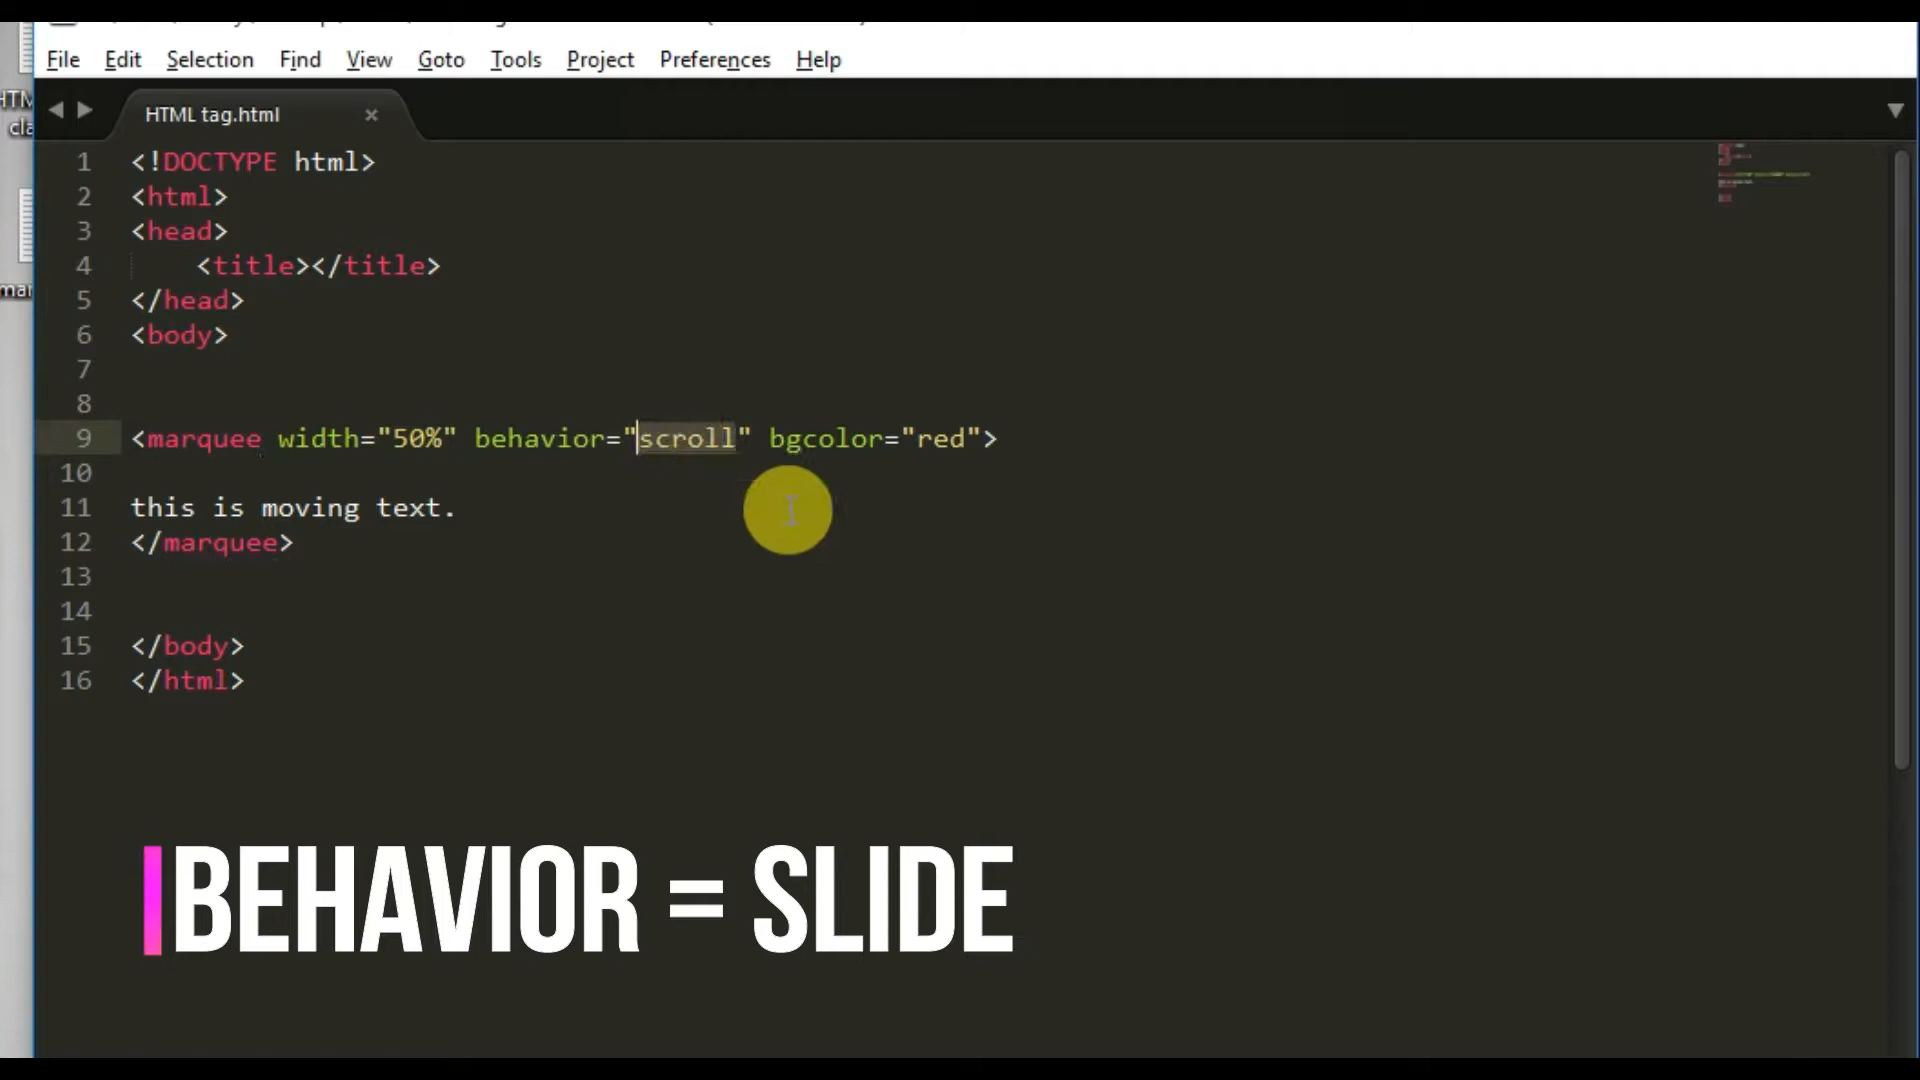 File Edit Selection Find View Goto Tools Project Preferences Help
HTML tag.html ×
1 <!DOCTYPE html>
2 <html>
3 <head>
4 <title></title>
5 </head>
6 <body>
7
8
9 <marquee width="50%" behavior="scroll" bgcolor="red">
10
11 this is moving text.
12 </marquee>
13
14
15 </body>
16 </html>
BEHAVIOR = SLIDE